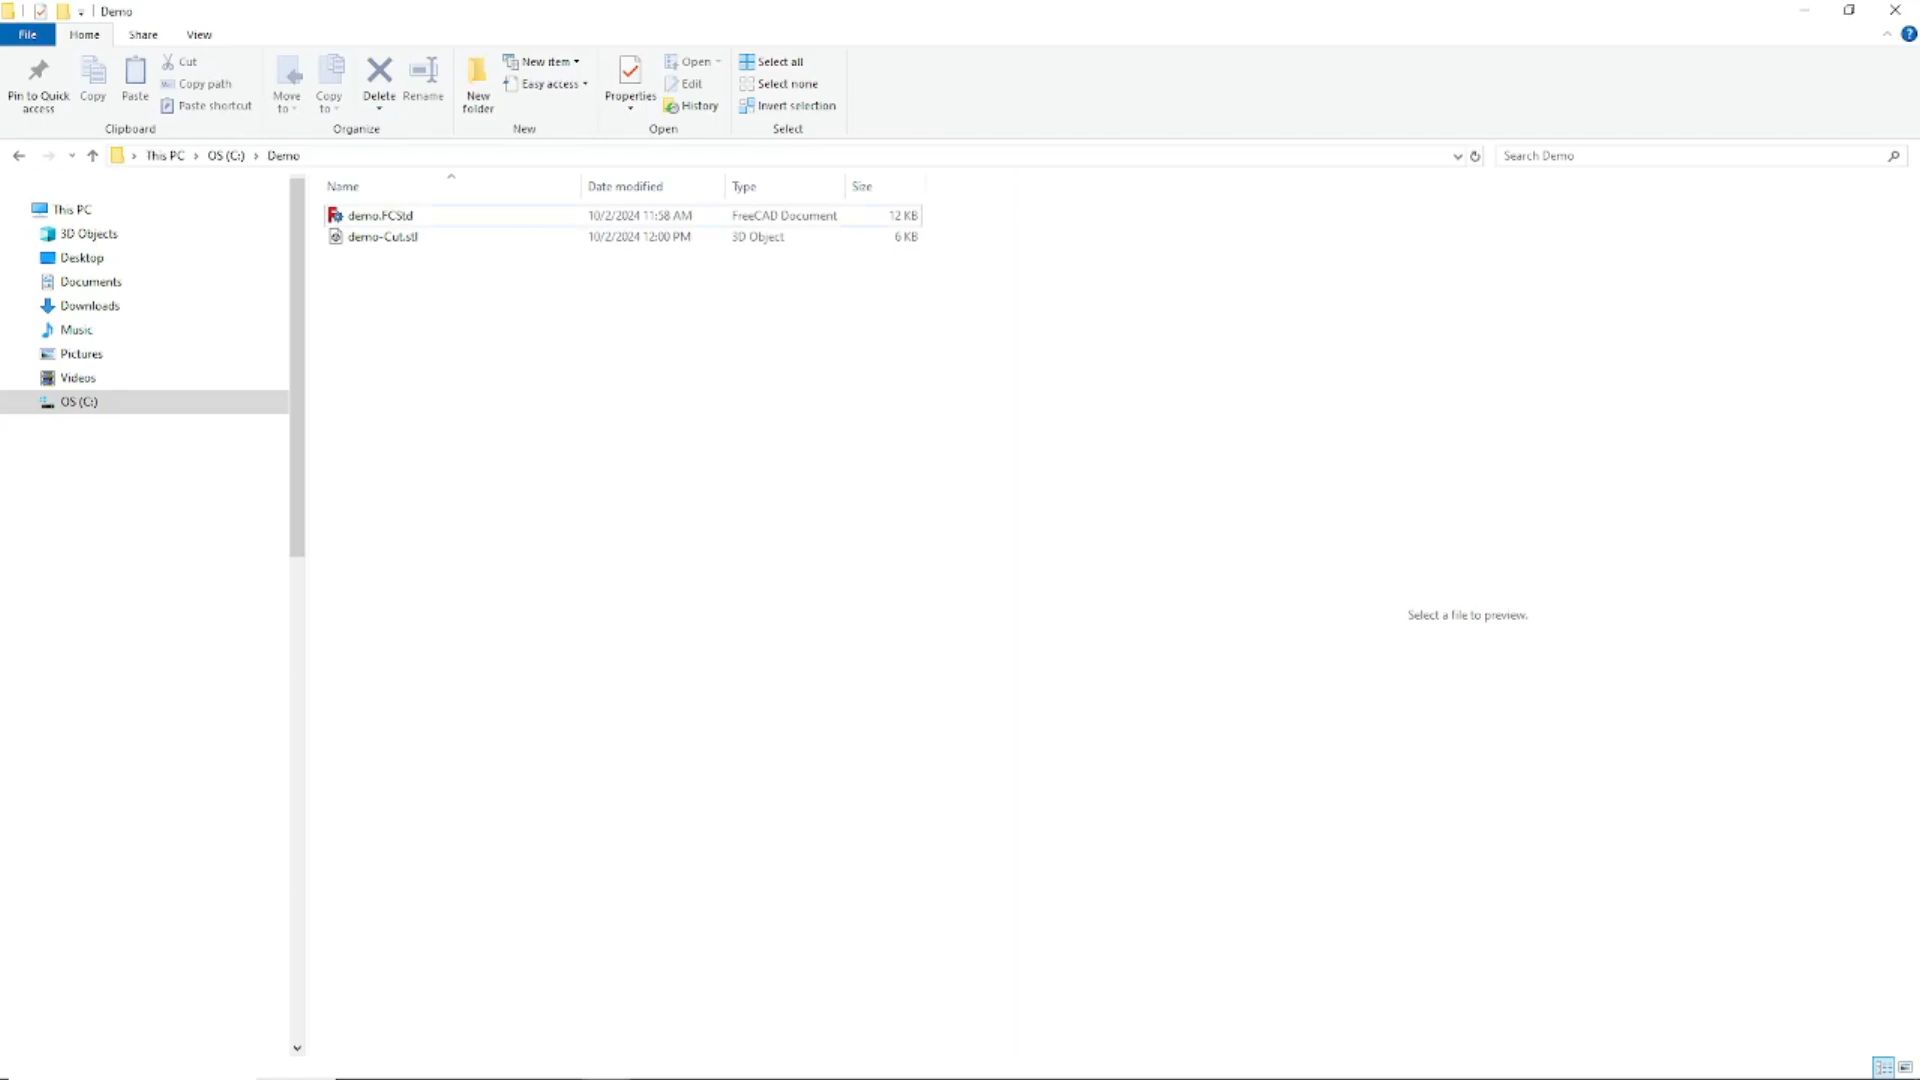 Demo
File Home Share View
Pin to Quick access
Copy
Paste
Cut
Copy path
Paste shortcut
Clipboard
Move to
Copy to
Delete
Rename
Organize
New folder
New item
Easy access
New
Properties
Open
Edit
History
Open
Select all
Select none
Invert selection
Select
This PC > OS (C:) > Demo
Search Demo
This PC
3D Objects
Desktop
Documents
Downloads
Music
Pictures
Videos
OS (C:)
Name Date modified Type Size
demo.FCStd 10/2/2024 11:58 AM FreeCAD Document 12 KB
demo-Cut.stl 10/2/2024 12:00 PM 3D Object 6 KB
Select a file to preview.